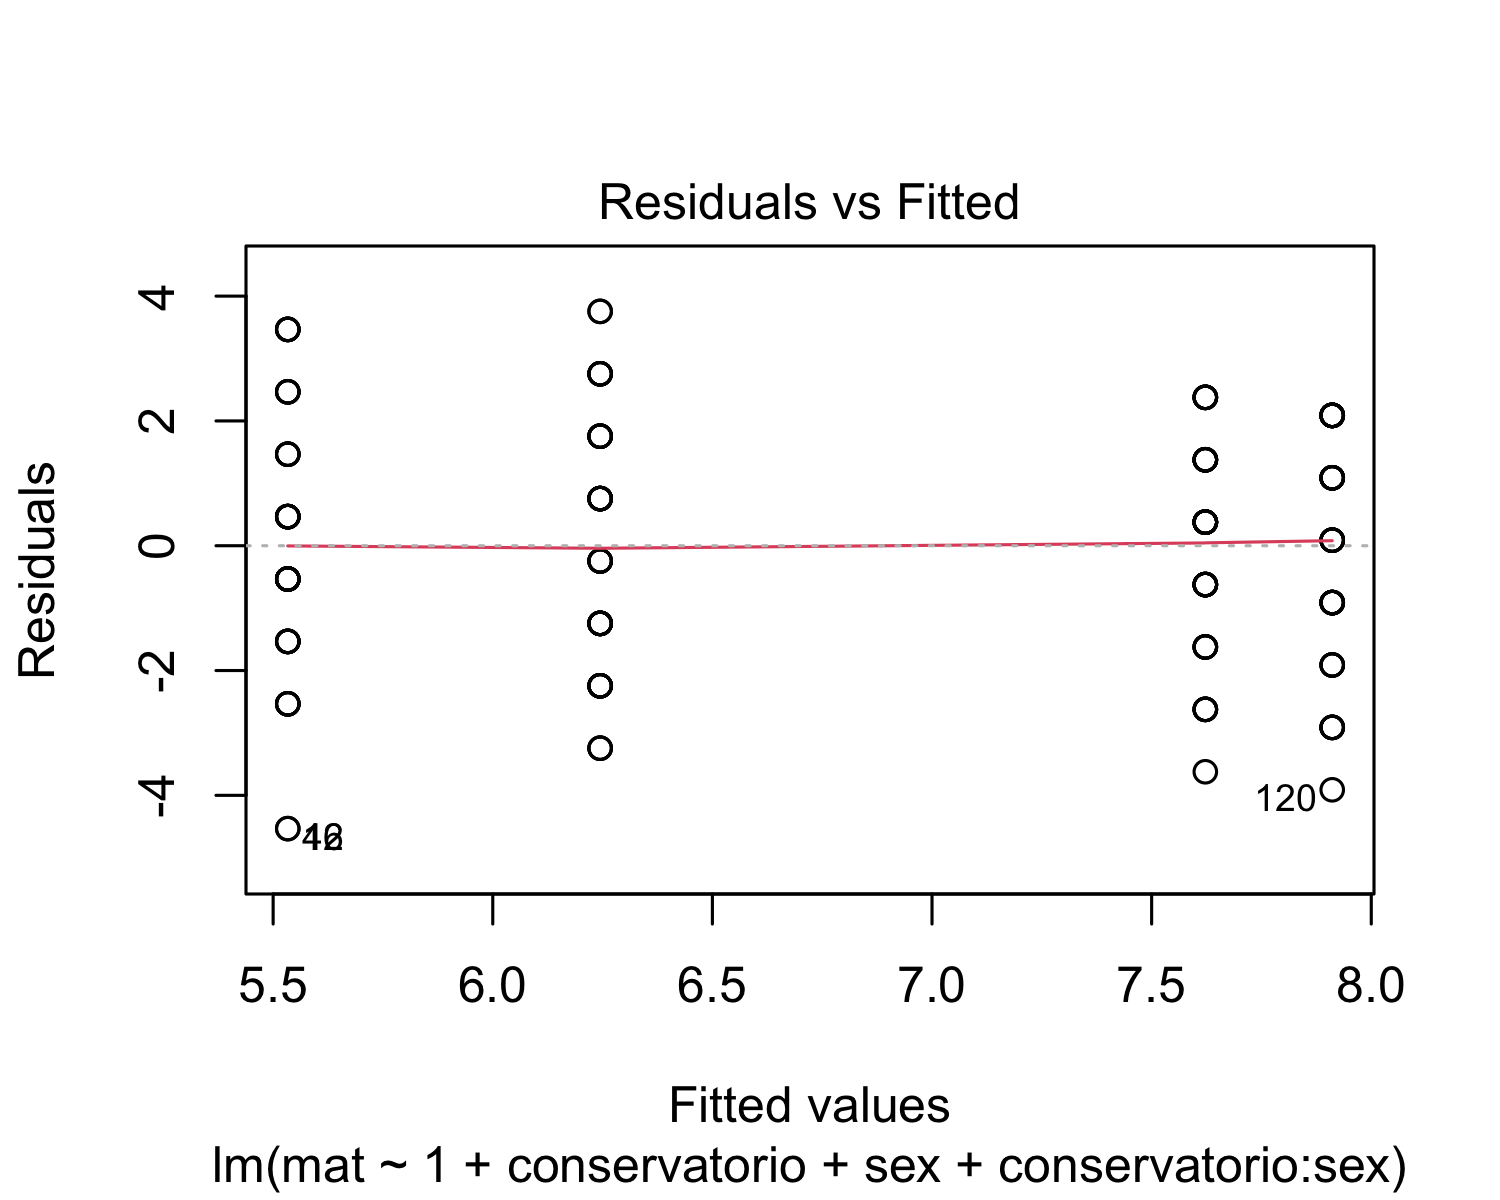 Residuals vs Fitted
Residuals
4
2
0
-2
-4
120
5.5 6.0 6.5 7.0 7.5 8.0
Fitted values
lm(mat ~ 1 + conservatorio + sex + conservatorio:sex)